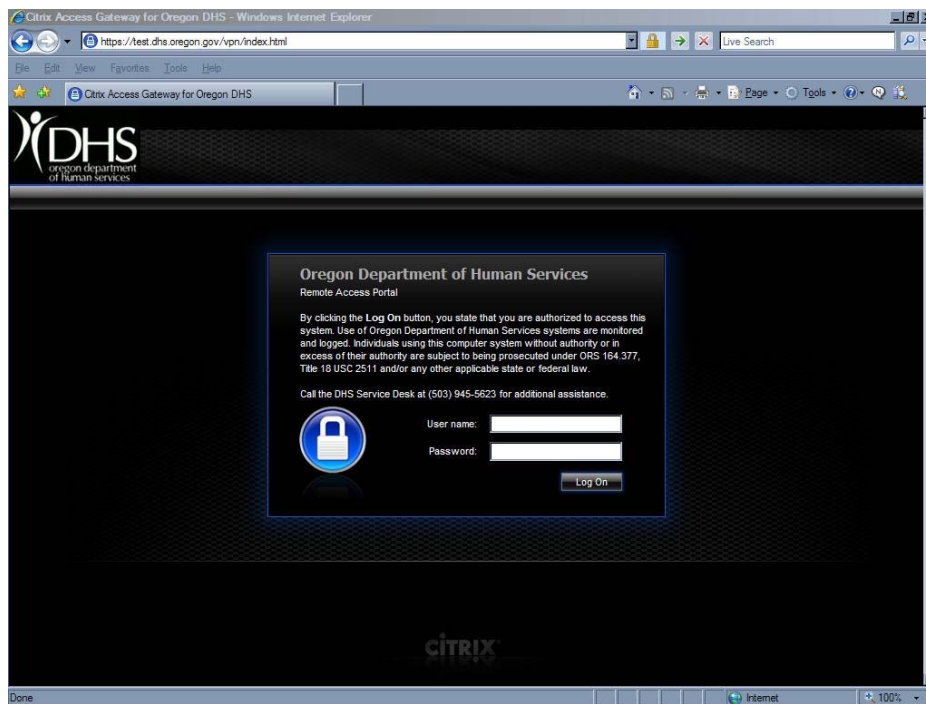 Citrix Access Gateway for Oregon DHS - Windows Internet Explorer
https://test.dhs.oregon.gov/vpn/index.html
Live Search
File Edit View Favorites Tools Help
Citrix Access Gateway for Oregon DHS
Page Tools
DHS
oregon department
of human services
Oregon Department of Human Services
Remote Access Portal
By clicking the Log On button, you state that you are authorized to access this
system. Use of Oregon Department of Human Services systems are monitored
and logged. Individuals using this computer system without authority or in
excess of their authority are subject to being prosecuted under ORS 164.377,
Title 18 USC 2511 and/or any other applicable state or federal law.
Call the DHS Service Desk at (503) 945-5623 for additional assistance.
User name:
Password:
Log On
CITRIX
Done
Internet
100%